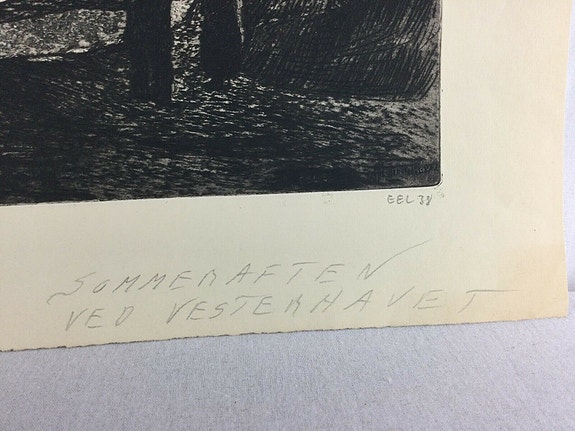 EEL 38
SOMMERAFTEN
VED VESTERHAVET